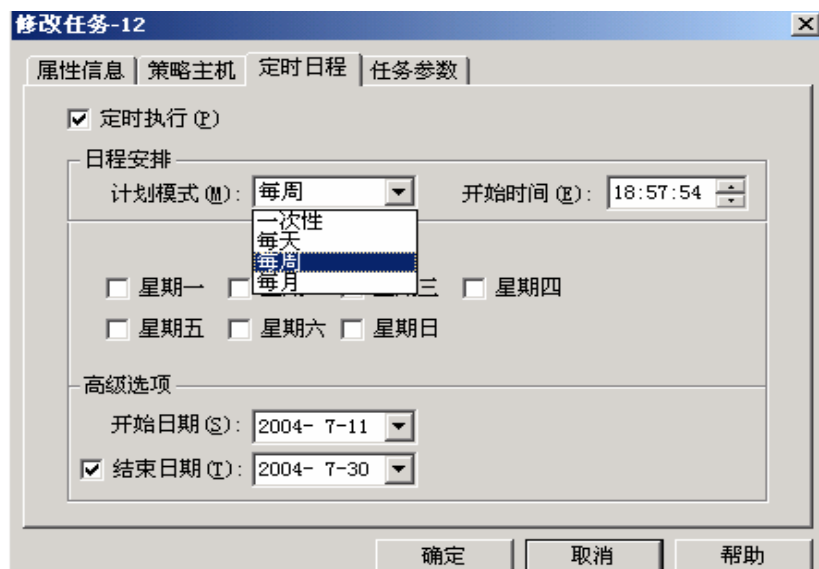 修改任务-12
属性信息 策略主机 定时日程 任务参数
定时执行(P)
日程安排
计划模式(M): 每周 开始时间(E): 18:57:54
一次性
每天
每周
每月
星期一 三 星期四
星期五 星期六 星期日
高级选项
开始日期(S): 2004- 7-11
结束日期(T): 2004- 7-30
确定 取消 帮助